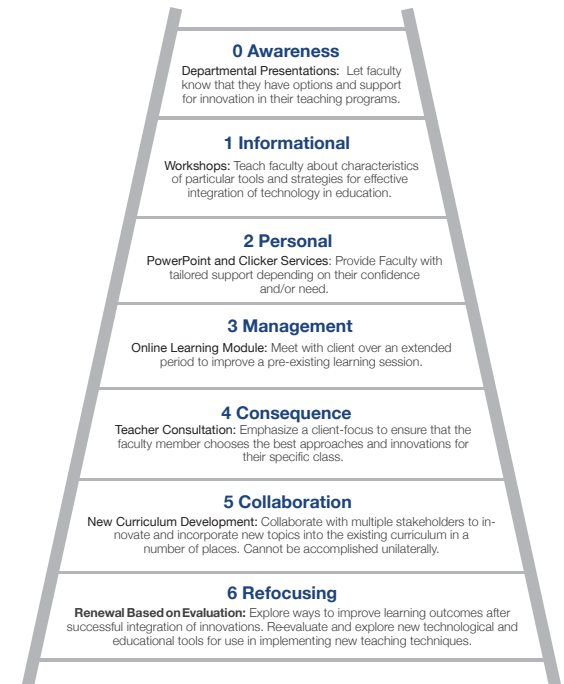 0 Awareness
Departmental Presentations: Let faculty
know that they have options and support
for innovation in their teaching programs.
1 Informational
Workshops: Teach faculty about characteristics
of particular tools and strategies for effective
integration of technology in education.
2 Personal
PowerPoint and Clicker Services: Provide Faculty with
tailored support depending on their confidence
and/or need.
3 Management
Online Learning Module: Meet with client over an extended
period to improve a pre-existing learning session.
4 Consequence
Teacher Consultation: Emphasize a client-focus to ensure that the
faculty member chooses the best approaches and innovations for
their specific class.
5 Collaboration
New Curriculum Development: Collaborate with multiple stakeholders to in-
novate and incorporate new topics into the existing curriculum in a
number of places. Cannot be accomplished unilaterally.
6 Refocusing
Renewal Based on Evaluation: Explore ways to improve learning outcomes after
successful integration of innovations. Re-evaluate and explore new technological and
educational tools for use in implementing new teaching techniques.